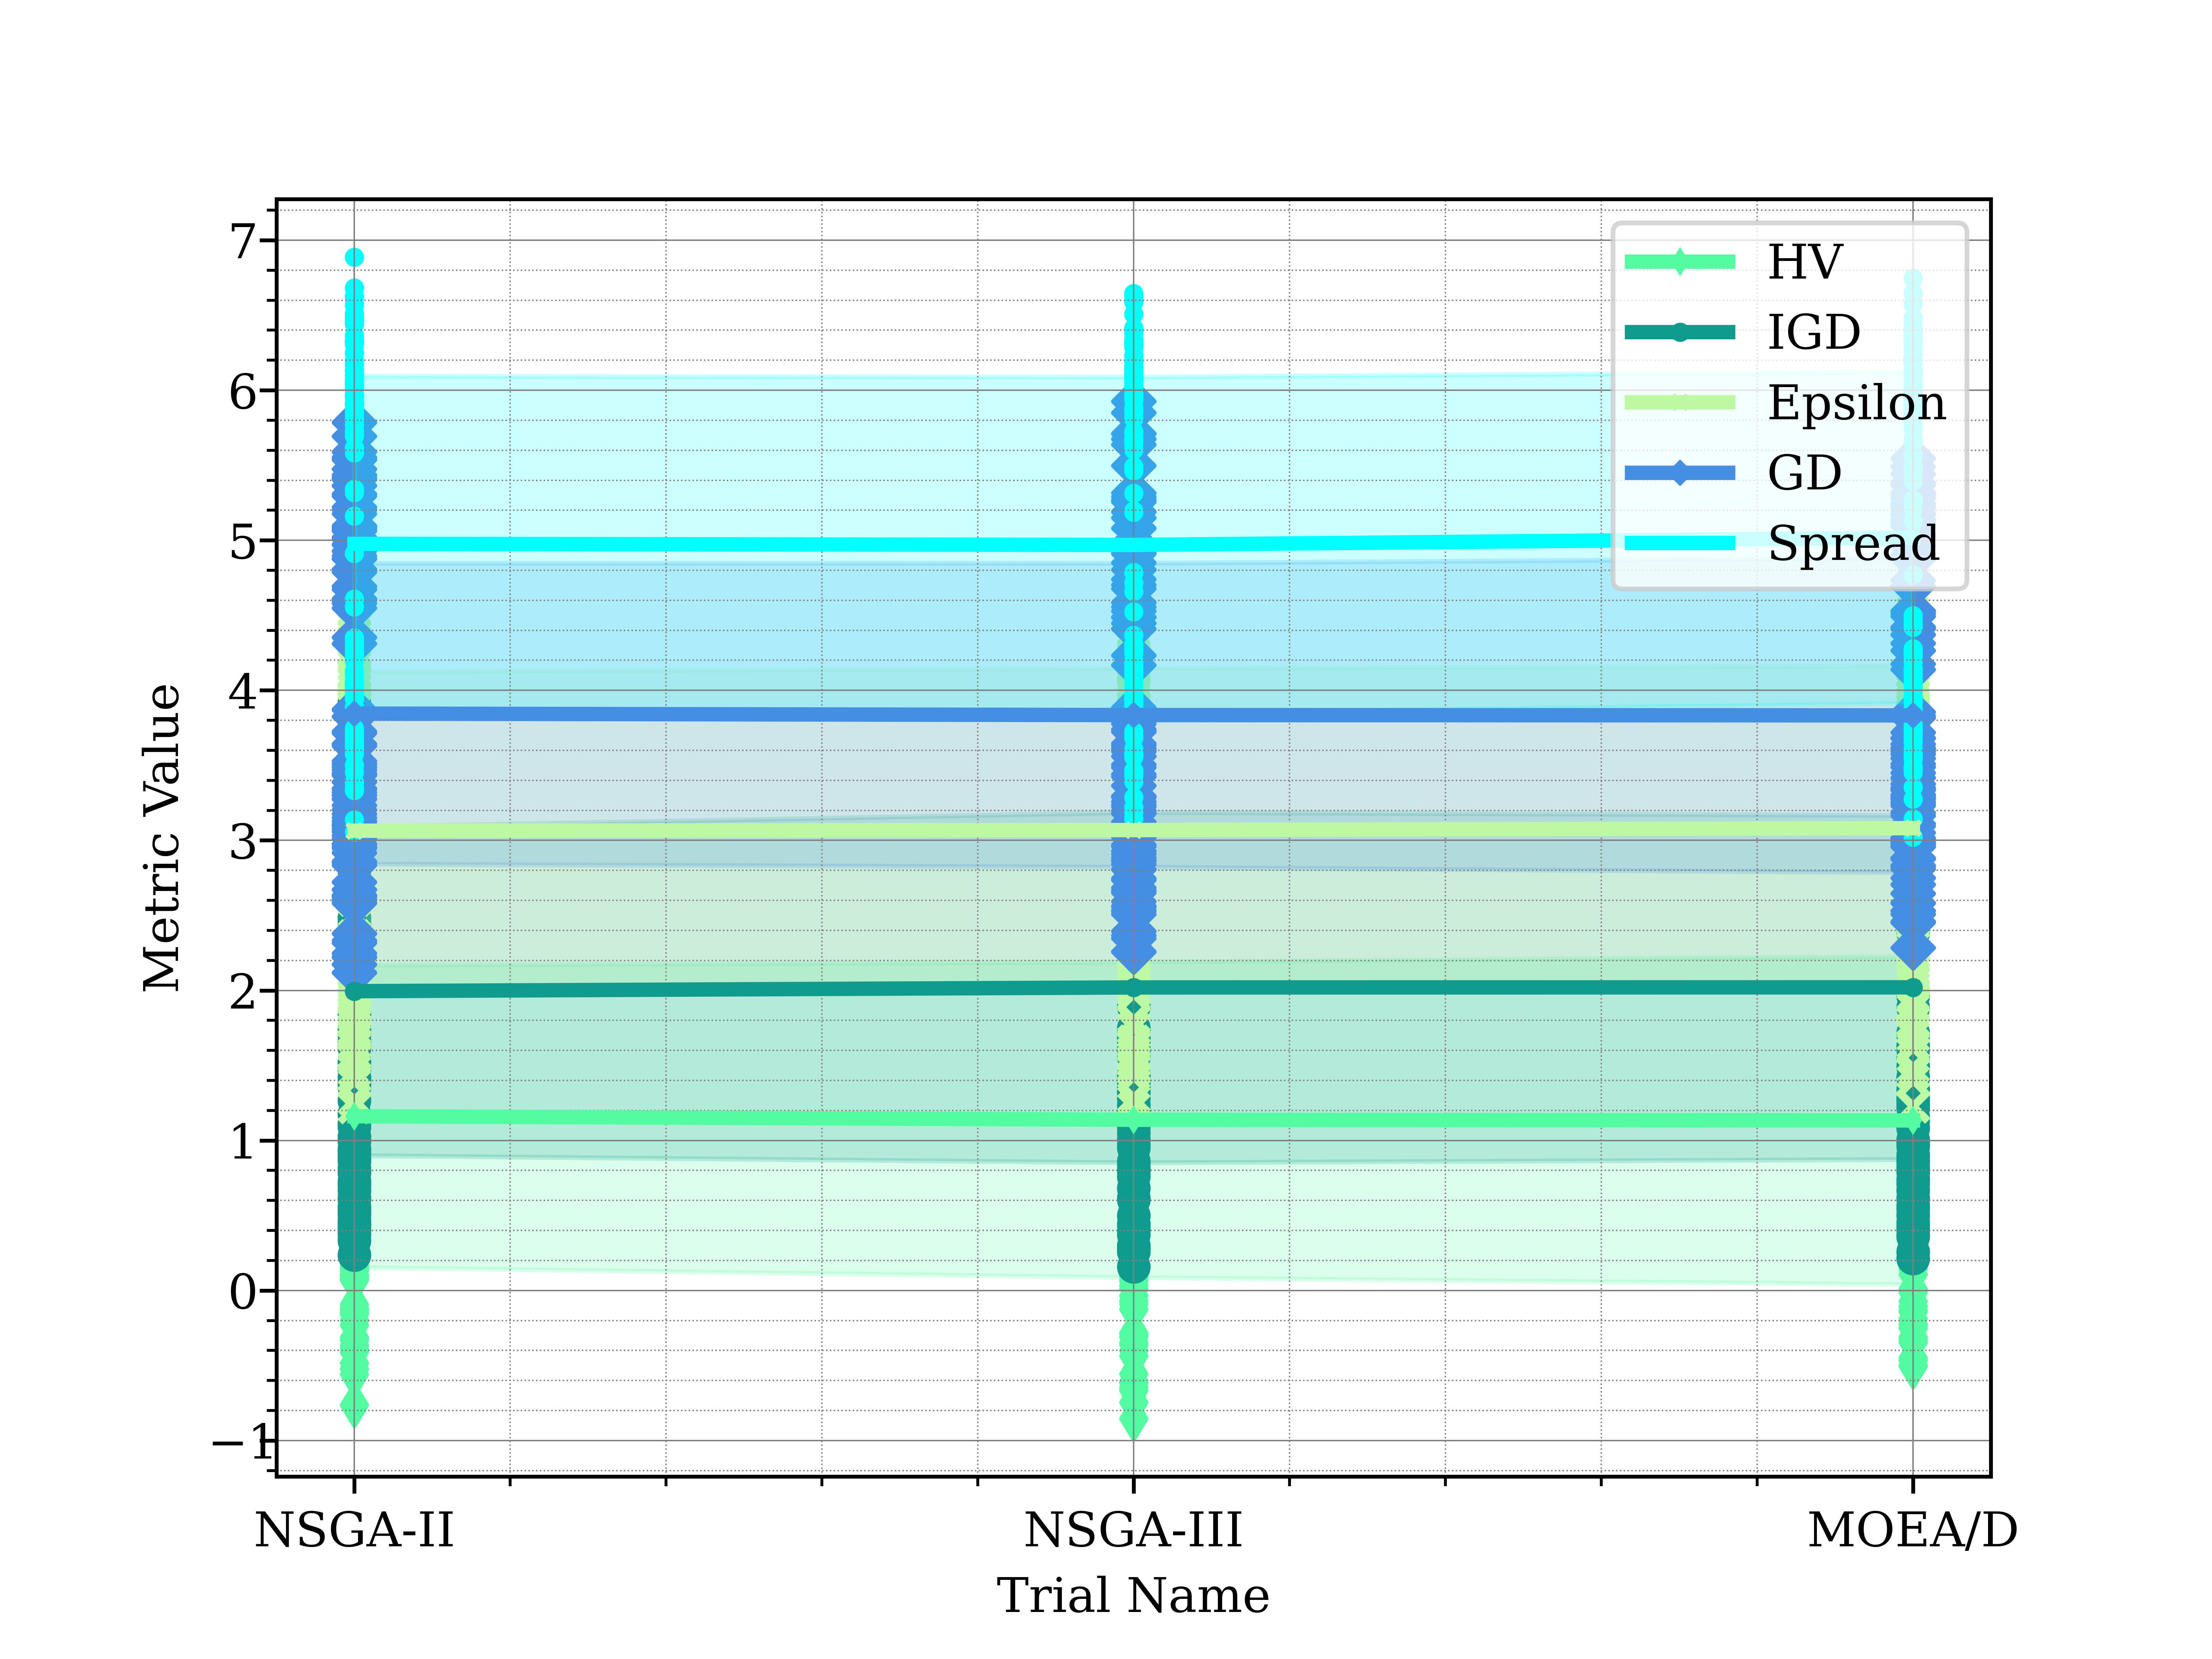 7
6
5
4
3
2
1
0
−1
Metric Value
HV
IGD
Epsilon
GD
Spread
NSGA-II
NSGA-III
MOEA/D
Trial Name